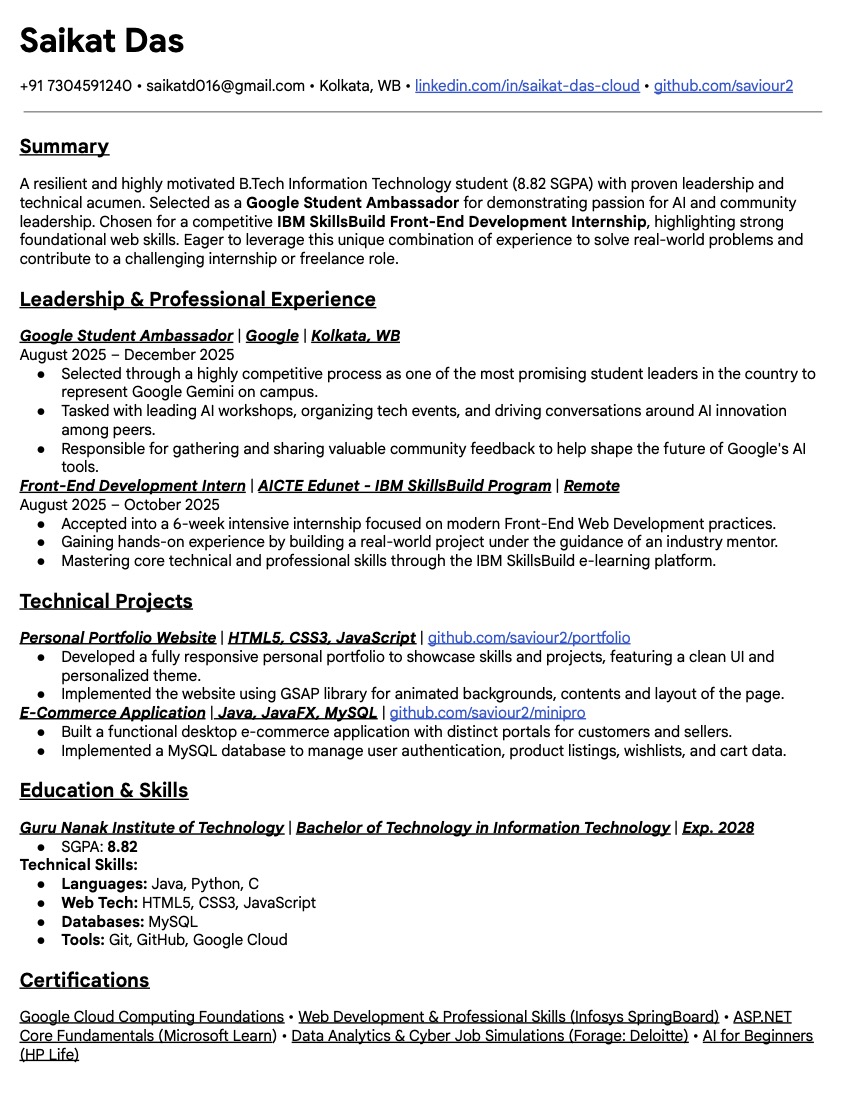 Saikat Das
+91 7304591240 • saikatd016@gmail.com • Kolkata, WB • linkedin.com/in/saikat-das-cloud • github.com/saviour2
Summary
A resilient and highly motivated B.Tech Information Technology student (8.82 SGPA) with proven leadership and
technical acumen. Selected as a Google Student Ambassador for demonstrating passion for AI and community
leadership. Chosen for a competitive IBM SkillsBuild Front-End Development Internship, highlighting strong
foundational web skills. Eager to leverage this unique combination of experience to solve real-world problems and
contribute to a challenging internship or freelance role.
Leadership & Professional Experience
Google Student Ambassador | Google | Kolkata, WB
August 2025 – December 2025
● Selected through a highly competitive process as one of the most promising student leaders in the country to
represent Google Gemini on campus.
● Tasked with leading AI workshops, organizing tech events, and driving conversations around AI innovation
among peers.
● Responsible for gathering and sharing valuable community feedback to help shape the future of Google's AI
tools.
Front-End Development Intern | AICTE Edunet - IBM SkillsBuild Program | Remote
August 2025 – October 2025
● Accepted into a 6-week intensive internship focused on modern Front-End Web Development practices.
● Gaining hands-on experience by building a real-world project under the guidance of an industry mentor.
● Mastering core technical and professional skills through the IBM SkillsBuild e-learning platform.
Technical Projects
Personal Portfolio Website | HTML5, CSS3, JavaScript | github.com/saviour2/portfolio
● Developed a fully responsive personal portfolio to showcase skills and projects, featuring a clean UI and
personalized theme.
● Implemented the website using GSAP library for animated backgrounds, contents and layout of the page.
E-Commerce Application | Java, JavaFX, MySQL | github.com/saviour2/minipro
● Built a functional desktop e-commerce application with distinct portals for customers and sellers.
● Implemented a MySQL database to manage user authentication, product listings, wishlists, and cart data.
Education & Skills
Guru Nanak Institute of Technology | Bachelor of Technology in Information Technology | Exp. 2028
● SGPA: 8.82
Technical Skills:
● Languages: Java, Python, C
● Web Tech: HTML5, CSS3, JavaScript
● Databases: MySQL
● Tools: Git, GitHub, Google Cloud
Certifications
Google Cloud Computing Foundations • Web Development & Professional Skills (Infosys SpringBoard) • ASP.NET
Core Fundamentals (Microsoft Learn) • Data Analytics & Cyber Job Simulations (Forage: Deloitte) • AI for Beginners
(HP Life)